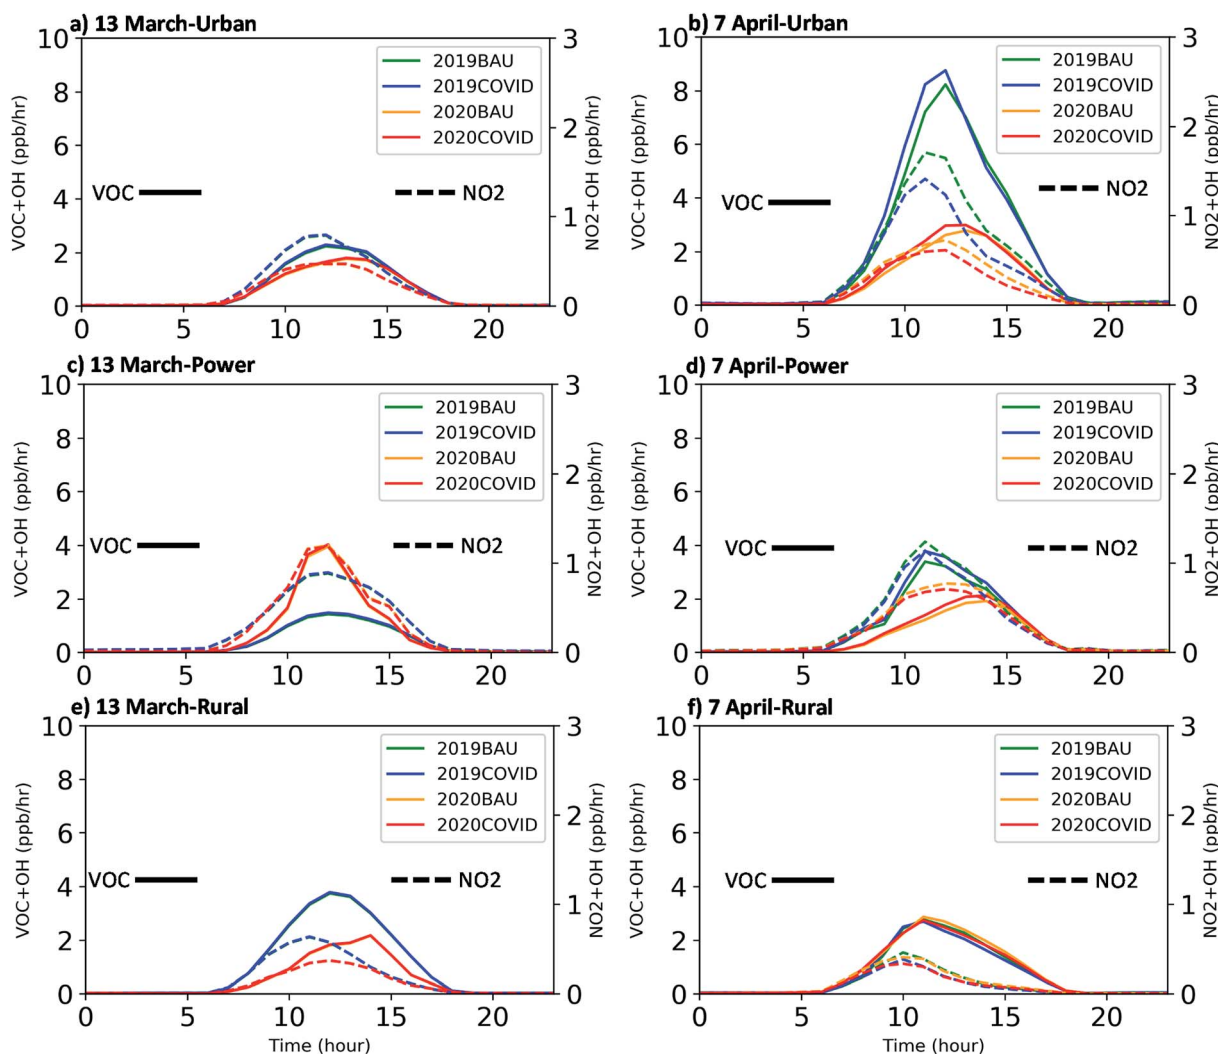 a) 13 March-Urban
10
8
6
4
2
0
VOC+OH (ppb/hr)
2019BAU
2019COVID
2020BAU
2020COVID
VOC
NO2
3
2
1
0
NO2+OH (ppb/hr)
0
5
10
15
20
b) 7 April-Urban
10
8
6
4
2
0
VOC+OH (ppb/hr)
2019BAU
2019COVID
2020BAU
2020COVID
VOC
NO2
3
2
1
0
NO2+OH (ppb/hr)
0
5
10
15
20
c) 13 March-Power
10
8
6
4
2
0
VOC+OH (ppb/hr)
2019BAU
2019COVID
2020BAU
2020COVID
VOC
NO2
3
2
1
0
NO2+OH (ppb/hr)
0
5
10
15
20
d) 7 April-Power
10
8
6
4
2
0
VOC+OH (ppb/hr)
2019BAU
2019COVID
2020BAU
2020COVID
VOC
NO2
3
2
1
0
NO2+OH (ppb/hr)
0
5
10
15
20
e) 13 March-Rural
10
8
6
4
2
0
VOC+OH (ppb/hr)
2019BAU
2019COVID
2020BAU
2020COVID
VOC
NO2
3
2
1
0
NO2+OH (ppb/hr)
0
5
10
15
20
Time (hour)
f) 7 April-Rural
10
8
6
4
2
0
VOC+OH (ppb/hr)
2019BAU
2019COVID
2020BAU
2020COVID
VOC
NO2
3
2
1
0
NO2+OH (ppb/hr)
0
5
10
15
20
Time (hour)